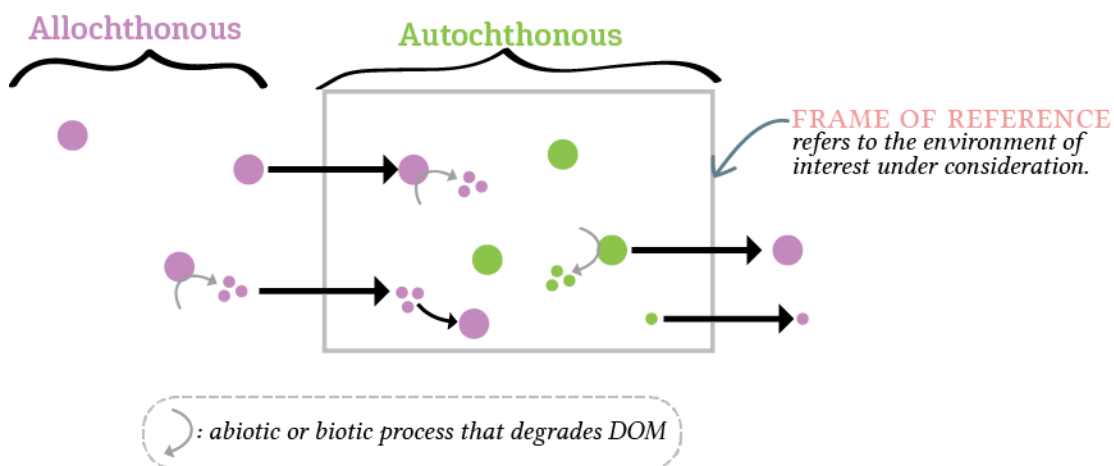 Allochthonous
Autochthonous
FRAME OF REFERENCE
refers to the environment of
interest under consideration.
: abiotic or biotic process that degrades DOM